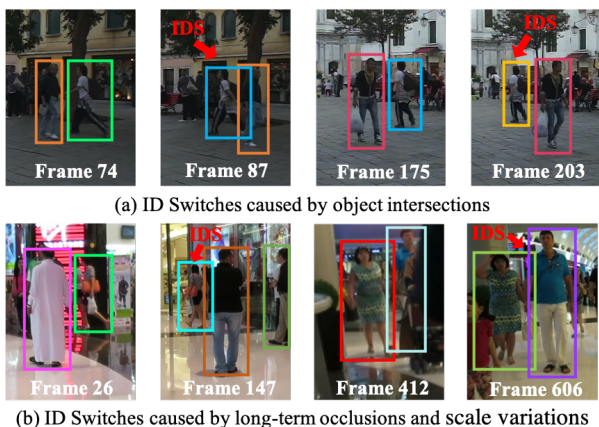 IDS IDS
Frame 74 Frame 87 Frame 175 Frame 203
(a) ID Switches caused by object intersections
IDS IDS
Frame 26 Frame 147 Frame 412 Frame 606
(b) ID Switches caused by long-term occlusions and scale variations